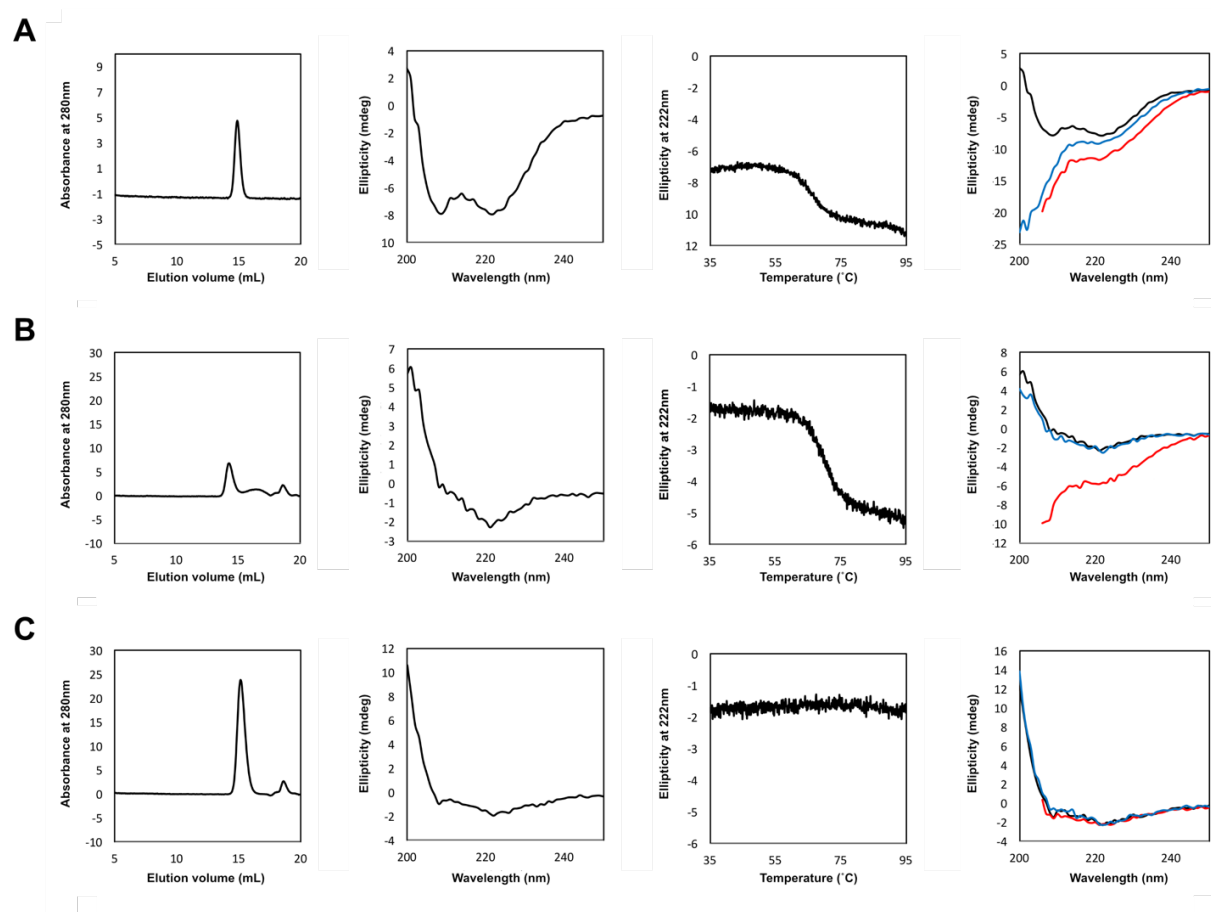 A
Absorbance at 280nm
9
7
5
3
1
-1
-3
-5
5 10 15 20
Elution volume (mL)
Ellipticity (mdeg)
4
2
0
-2
-4
-6
-8
10
200 220 240
Wavelength (nm)
Ellipticity at 222nm
0
-2
-4
-6
-8
10
12
35 55 75 95
Temperature (˚C)
Ellipticity (mdeg)
5
0
-5
-10
-15
-20
-25
200 220 240
Wavelength (nm)
B
Absorbance at 280nm
30
25
20
15
10
5
0
-5
-10
5 10 15 20
Elution volume (mL)
Ellipticity (mdeg)
7
6
5
4
3
2
1
0
-1
-2
-3
200 220 240
Wavelength (nm)
Ellipticity at 222nm
0
-1
-2
-3
-4
-5
-6
35 55 75 95
Temperature (˚C)
Ellipticity (mdeg)
8
6
4
2
0
-2
-4
-6
-8
-10
-12
200 220 240
Wavelength (nm)
C
Absorbance at 280nm
30
25
20
15
10
5
0
-5
-10
5 10 15 20
Elution volume (mL)
Ellipticity (mdeg)
12
10
8
6
4
2
0
-2
-4
200 220 240
Wavelength (nm)
Ellipticity at 222nm
0
-1
-2
-3
-4
-5
-6
35 55 75 95
Temperature (˚C)
Ellipticity (mdeg)
16
14
12
10
8
6
4
2
0
-2
-4
200 220 240
Wavelength (nm)